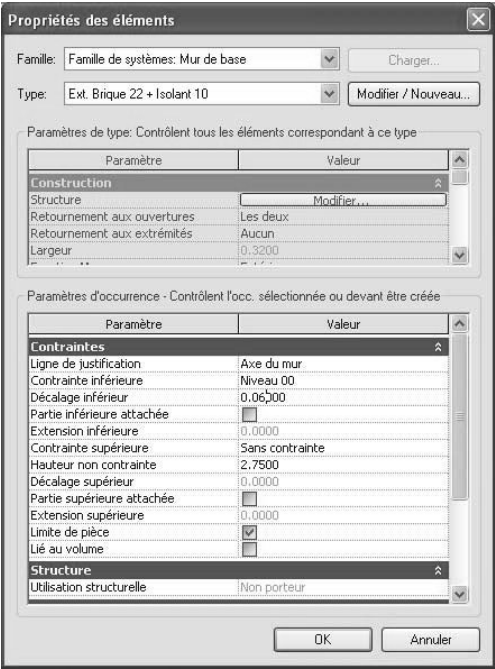 Propriétés des éléments
Famille: Famille de systèmes: Mur de base Charger...
Type: Ext. Brique 22 + Isolant 10 Modifier / Nouveau...
Paramètres de type: Contrôlent tous les éléments correspondant à ce type
Paramètre Valeur
Construction
Structure Modifier...
Retournement aux ouvertures Les deux
Retournement aux extrémités Aucun
Largeur 0.3200
Paramètres d'occurrence - Contrôlent l'occ. sélectionnée ou devant être créée
Paramètre Valeur
Contraintes
Ligne de justification Axe du mur
Contrainte inférieure Niveau 00
Décalage inférieur 0.0600
Partie inférieure attachée
Extension inférieure 0.0000
Contrainte supérieure Sans contrainte
Hauteur non contrainte 2.7500
Décalage supérieur 0.0000
Partie supérieure attachée
Extension supérieure 0.0000
Limite de pièce
Lié au volume
Structure
Utilisation structurelle Non porteur
OK Annuler